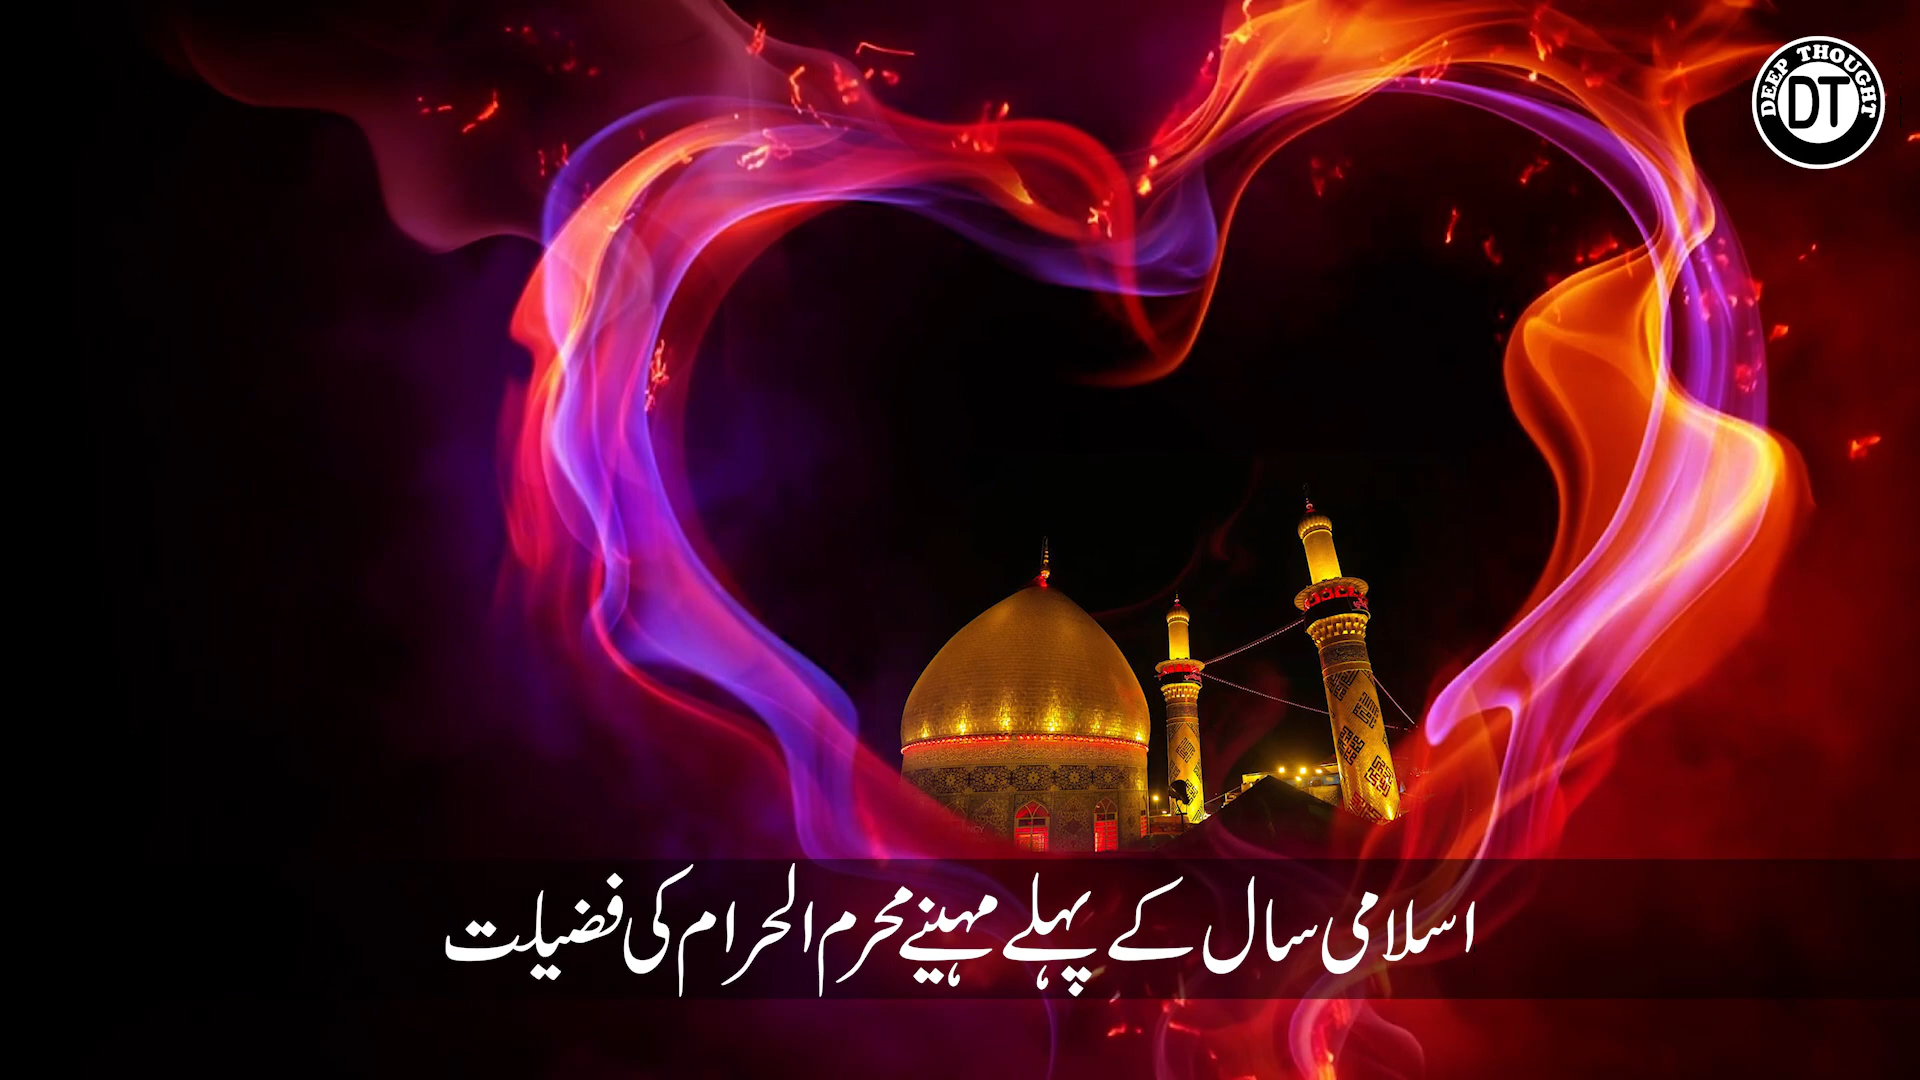 DEEP THOUGHT
DT
اسلامی سال کے پہلے مہینے محرم الحرام کی فضیلت